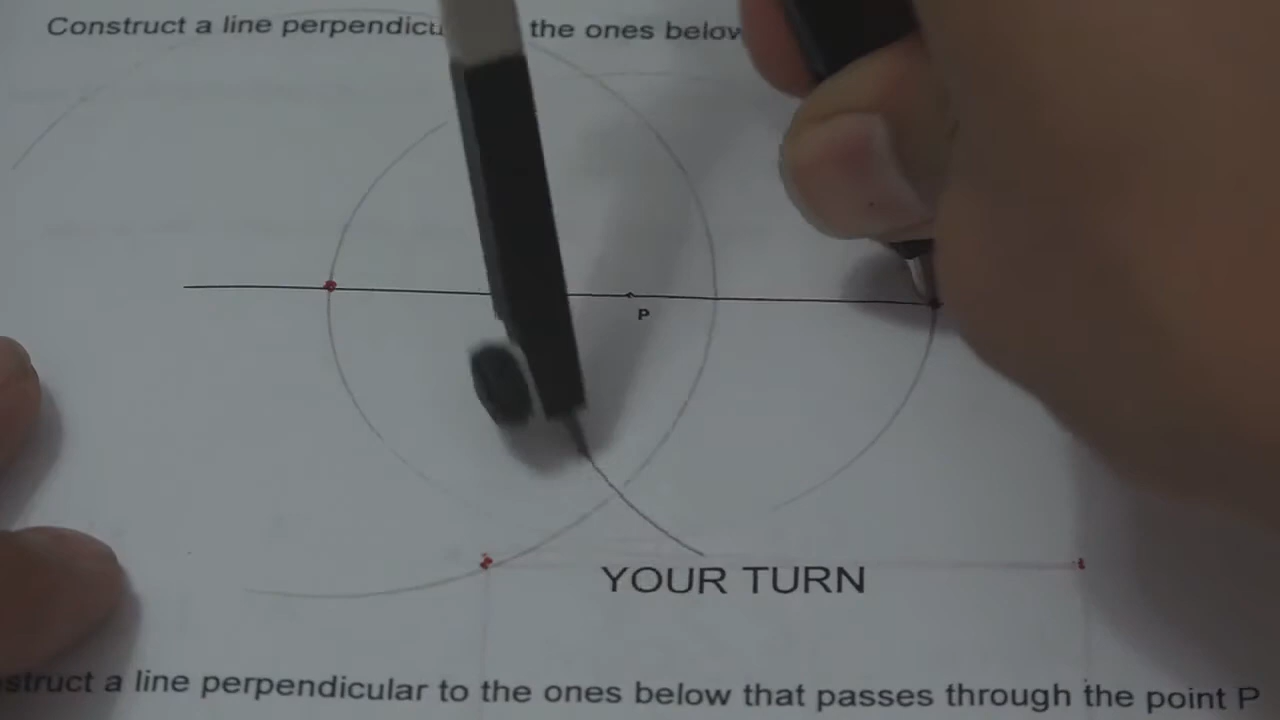 Construct a line perpendicu the ones below
P
YOUR TURN
struct a line perpendicular to the ones below that passes through the point P